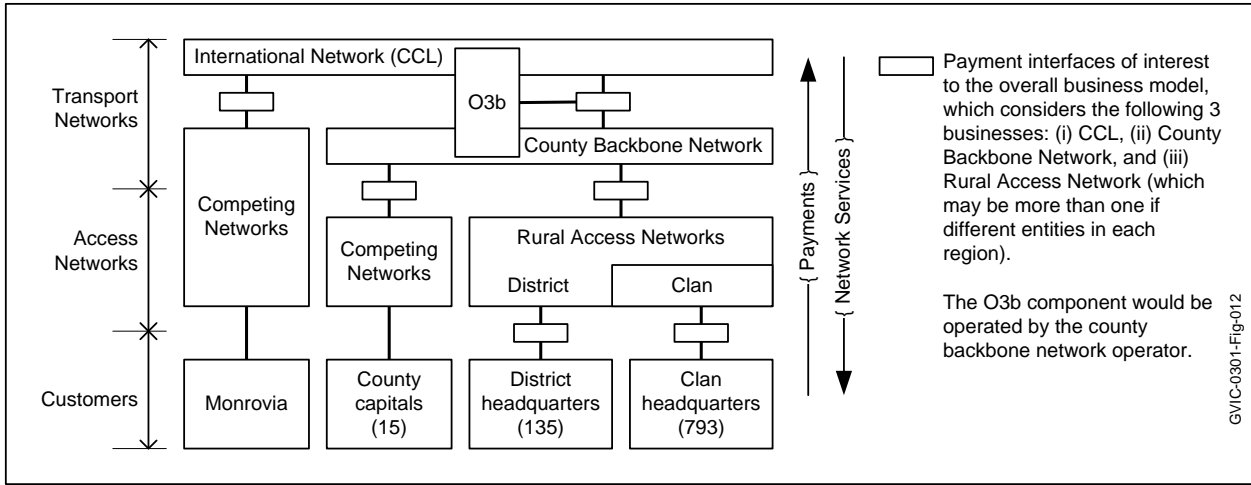 International Network (CCL)
O3b
Transport
Networks
County Backbone Network
Competing
Networks
Access
Networks
Competing
Networks
Rural Access Networks
District
Clan
Customers
Monrovia
County
capitals
(15)
District
headquarters
(135)
Clan
headquarters
(793)
{ Payments }
{ Network Services }
Payment interfaces of interest
to the overall business model,
which considers the following 3
businesses: (i) CCL, (ii) County
Backbone Network, and (iii)
Rural Access Network (which
may be more than one if
different entities in each
region).
The O3b component would be
operated by the county
backbone network operator.
GVIC-0301-Fig-012